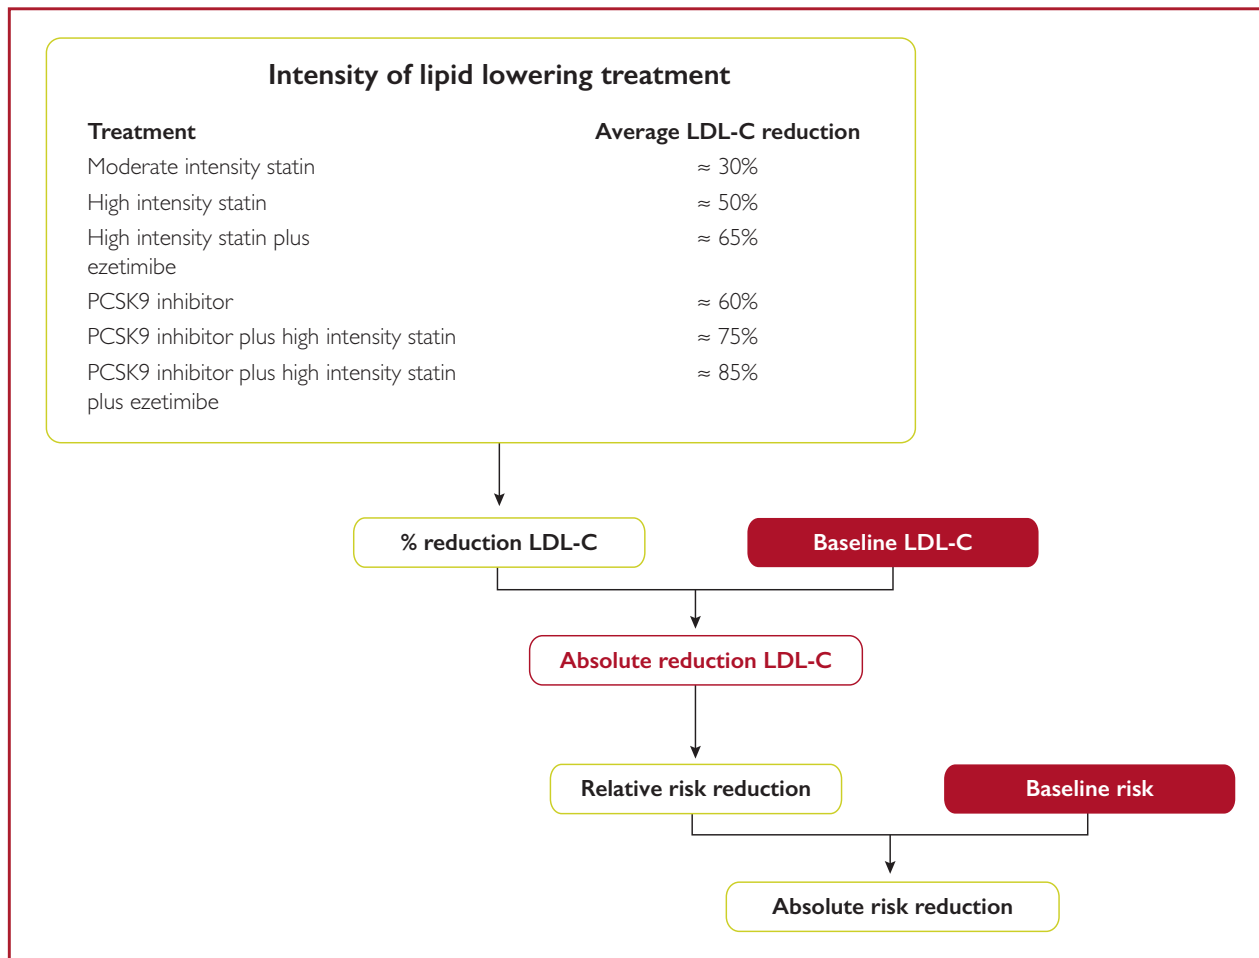 Intensity of lipid lowering treatment
Treatment Average LDL-C reduction
Moderate intensity statin ≈ 30%
High intensity statin ≈ 50%
High intensity statin plus ≈ 65%
ezetimibe
PCSK9 inhibitor ≈ 60%
PCSK9 inhibitor plus high intensity statin ≈ 75%
PCSK9 inhibitor plus high intensity statin ≈ 85%
plus ezetimibe
% reduction LDL-C Baseline LDL-C
Absolute reduction LDL-C
Relative risk reduction Baseline risk
Absolute risk reduction